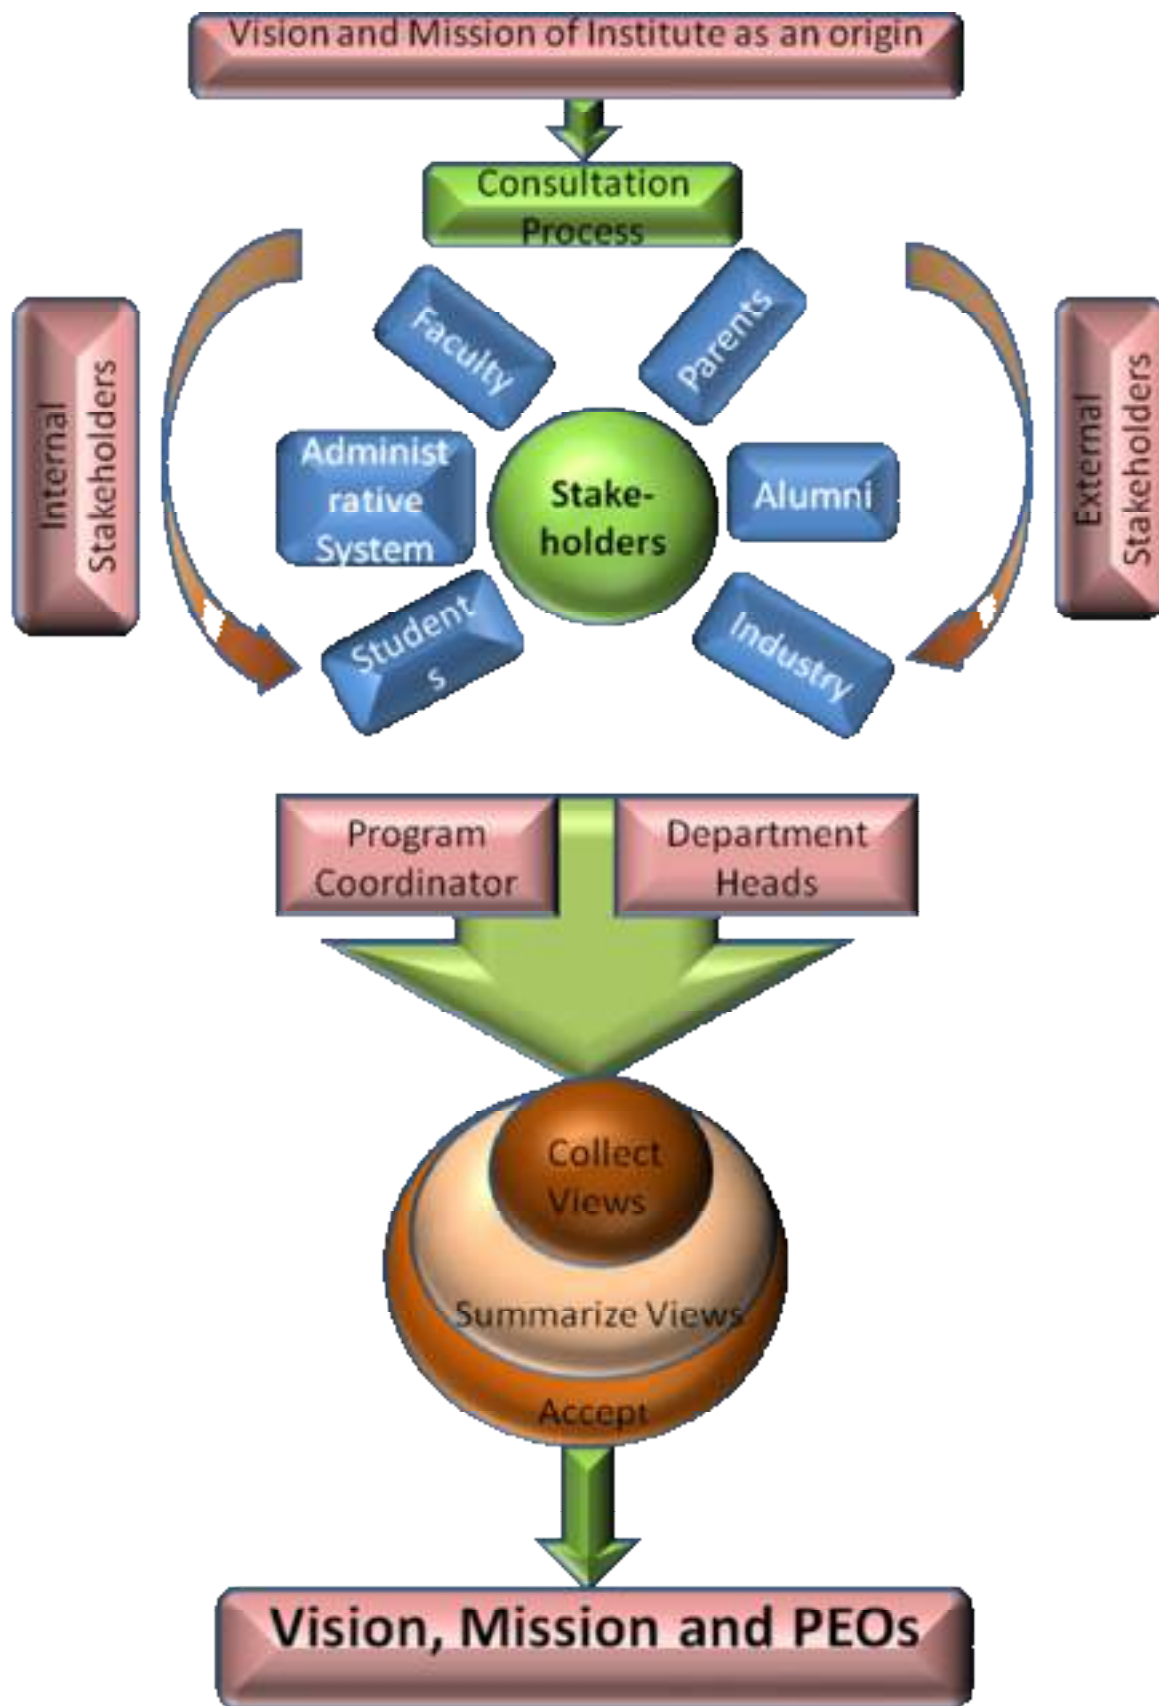 Vision and Mission of Institute as an origin
Consultation
Process
Faculty
Parents
Internal
Stakeholders
Administ
rative
System
Stake-
holders
Alumni
External
Stakeholders
Student
s
Industry
Program
Coordinator
Department
Heads
Collect
Views
Summarize Views
Accept
Vision, Mission and PEOs